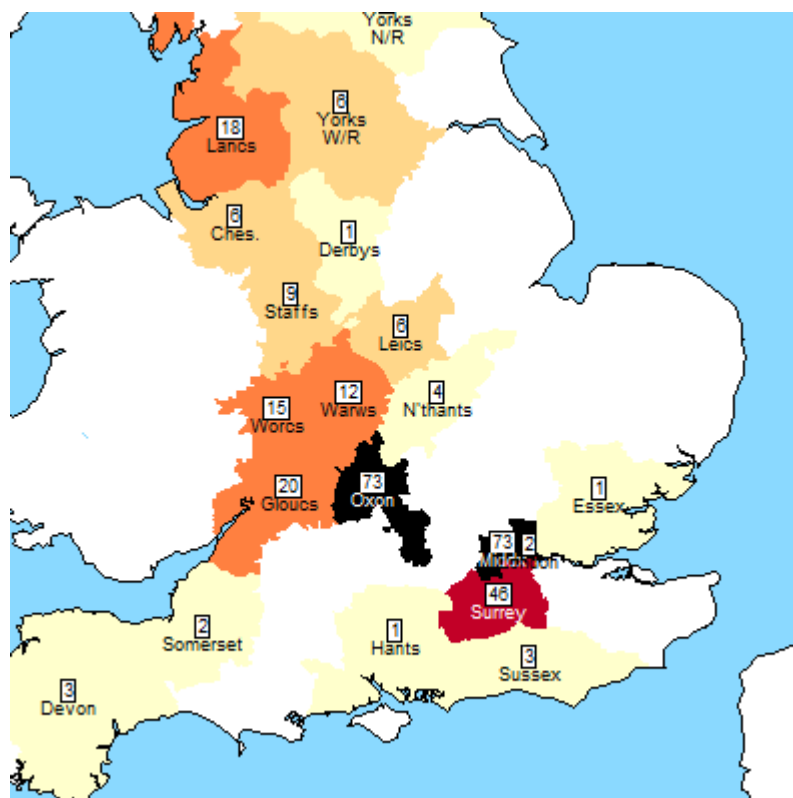 Yorks
N/R
6
Yorks
W/R
18
Lancs
6
Ches.
1
Derbys
9
Staffs
6
Leics
12
Warws
4
N'thants
15
Worcs
20
Gloucs
73
Oxon
1
Essex
73
2
46
Surrey
2
Somerset
1
Hants
3
Sussex
3
Devon